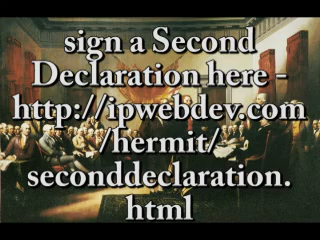 sign a Second
Declaration here -
http://ipwebdev.com
/hermit/
seconddeclaration.
html